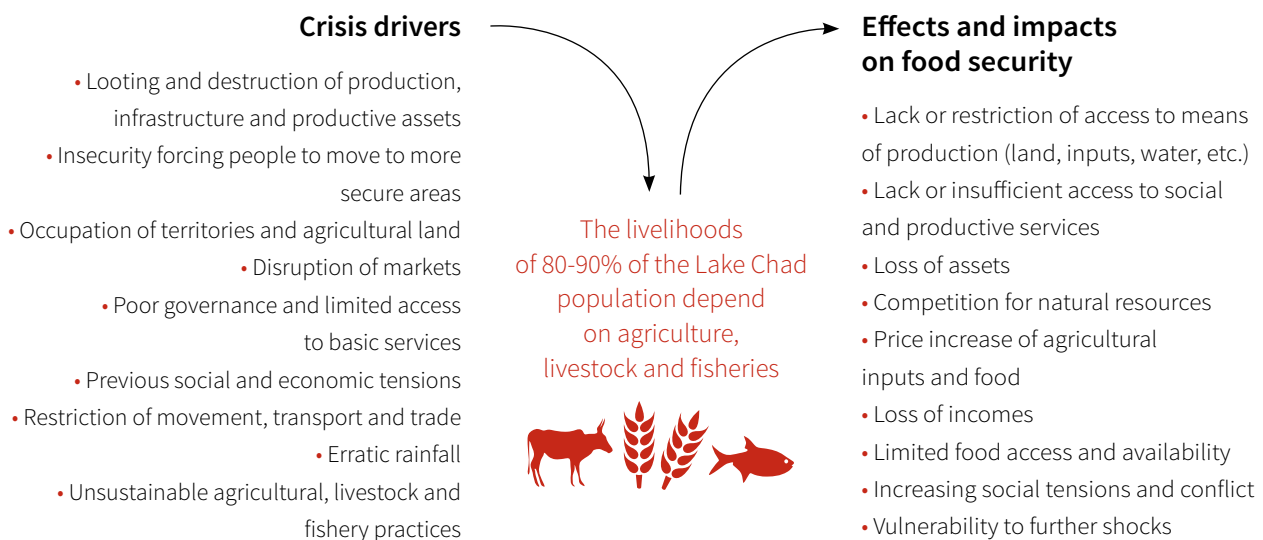 Crisis drivers
• Looting and destruction of production,
infrastructure and productive assets
• Insecurity forcing people to move to more
secure areas
• Occupation of territories and agricultural land
• Disruption of markets
• Poor governance and limited access
to basic services
• Previous social and economic tensions
• Restriction of movement, transport and trade
• Erratic rainfall
• Unsustainable agricultural, livestock and
fishery practices
The livelihoods
of 80-90% of the Lake Chad
population depend
on agriculture,
livestock and fisheries
Effects and impacts
on food security
• Lack or restriction of access to means
of production (land, inputs, water, etc.)
• Lack or insufficient access to social
and productive services
• Loss of assets
• Competition for natural resources
• Price increase of agricultural
inputs and food
• Loss of incomes
• Limited food access and availability
• Increasing social tensions and conflict
• Vulnerability to further shocks